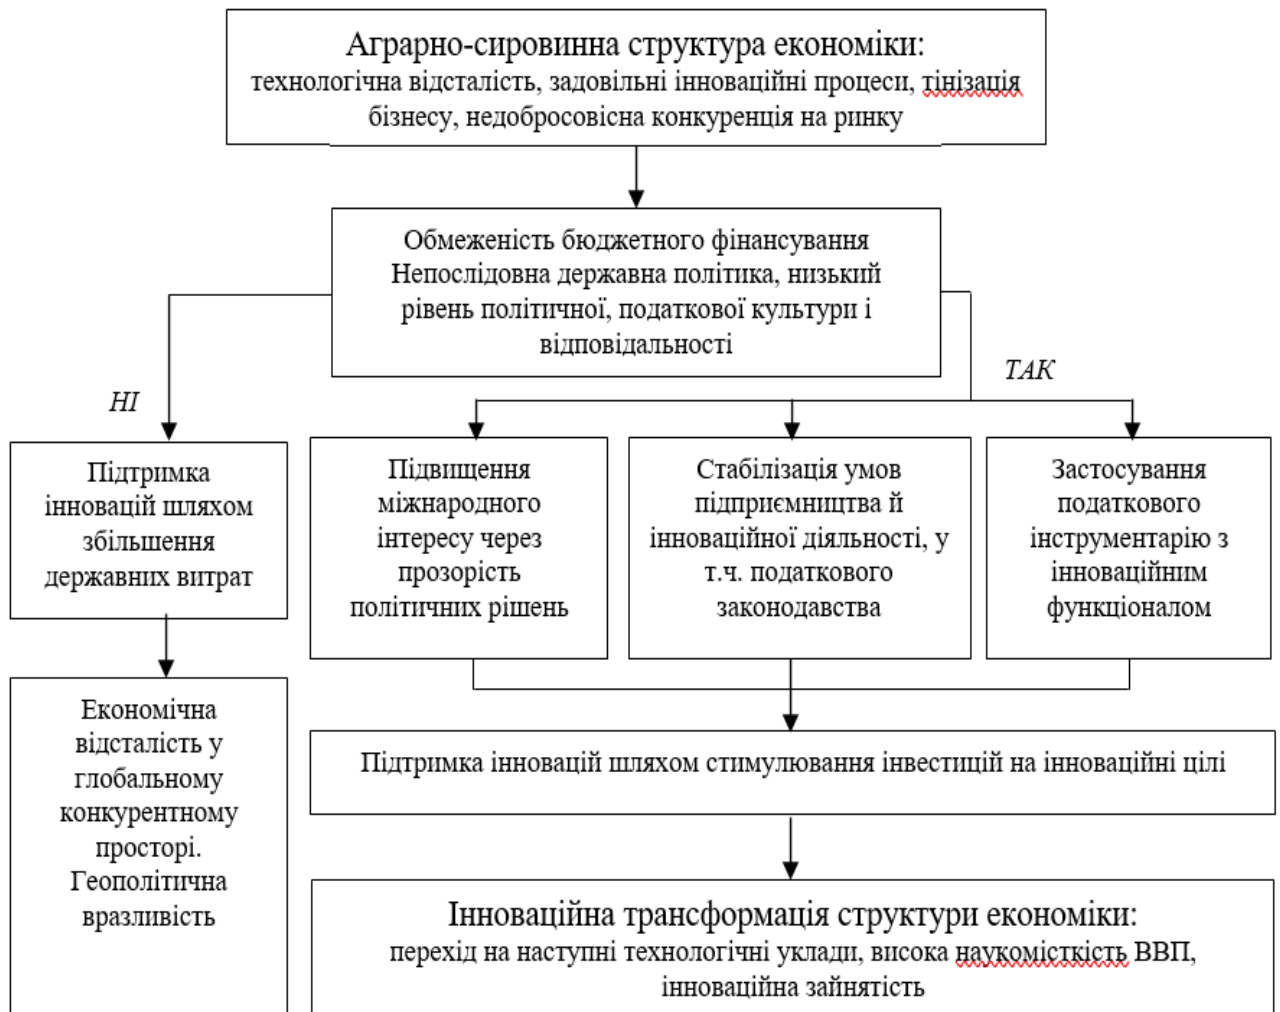 Аграрно-сировинна структура економіки:
технологічна відсталість, задовільні інноваційні процеси, тінізація
бізнесу, недобросовісна конкуренція на ринку
Обмеженість бюджетного фінансування
Непослідовна державна політика, низький
рівень політичної, податкової культури і
відповідальності
НІ
ТАК
Підтримка
інновацій шляхом
збільшення
державних витрат
Підвищення
міжнародного
інтересу через
прозорість
політичних рішень
Стабілізація умов
підприємництва й
інноваційної діяльності, у
т.ч. податкового
законодавства
Застосування
податкового
інструментарію з
інноваційним
функціоналом
Економічна
відсталість у
глобальному
конкурентному
просторі.
Геополітична
вразливість
Підтримка інновацій шляхом стимулювання інвестицій на інноваційні цілі
Інноваційна трансформація структури економіки:
перехід на наступні технологічні уклади, висока наукомісткість ВВП,
інноваційна зайнятість